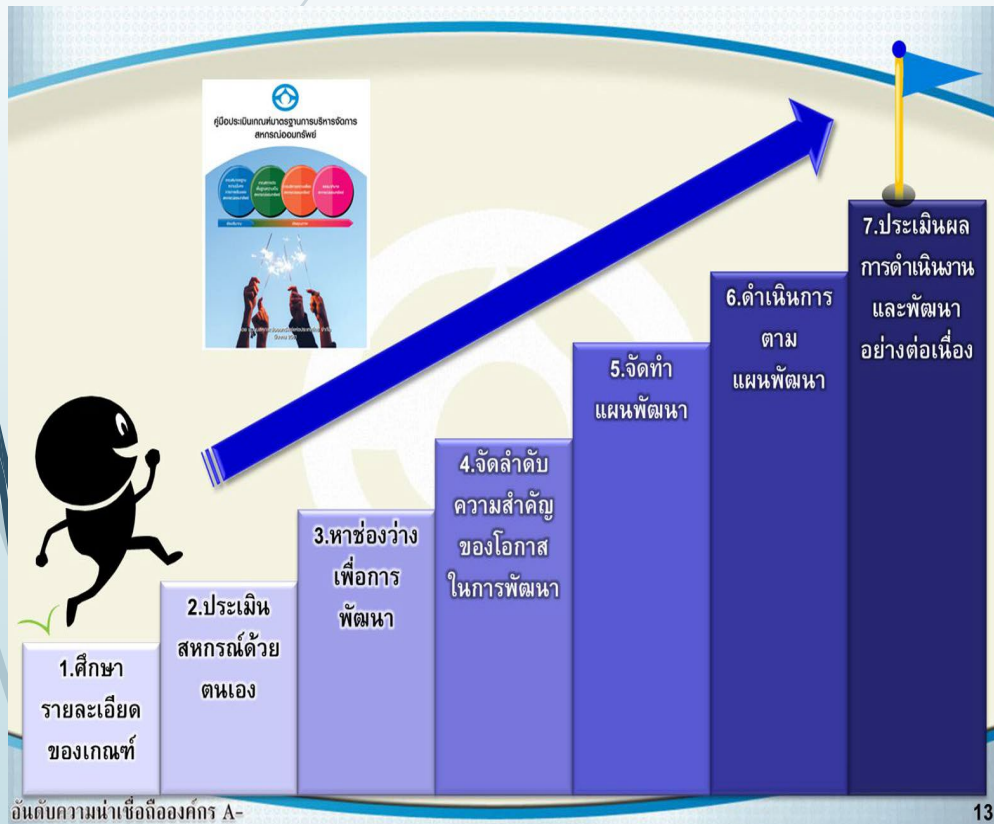 คู่มือประเมินเกณฑ์มาตรฐานการบริหารจัดการ
สหกรณ์ออมทรัพย์
1.ศึกษา
รายละเอียด
ของเกณฑ์
2.ประเมิน
สหกรณ์ด้วย
ตนเอง
3.หาช่องว่าง
เพื่อการ
พัฒนา
4.จัดลำดับ
ความสำคัญ
ของโอกาส
ในการพัฒนา
5.จัดทำ
แผนพัฒนา
6.ดำเนินการ
ตาม
แผนพัฒนา
7.ประเมินผล
การดำเนินงาน
และพัฒนา
อย่างต่อเนื่อง
อันดับความน่าเชื่อถือองค์กร A-
13